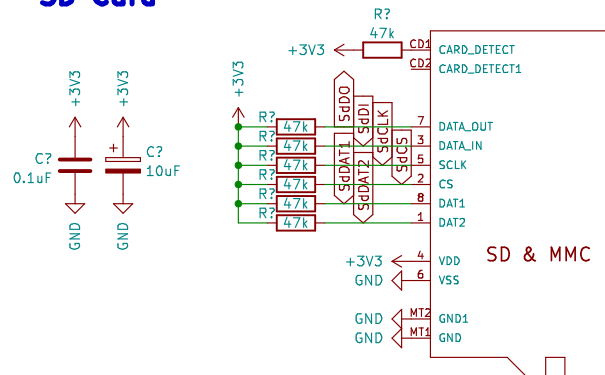 SD Card
R?
47k
+3V3
CD1
CARD_DETECT
CD2
CARD_DETECT1
+3V3
+3V3
+3V3
SdDO
SdDI
SdCLK
SdCS
SdDAT1
SdDAT2
R?
47k
7
DATA_OUT
R?
47k
3
DATA_IN
R?
47k
5
SCLK
R?
47k
2
CS
R?
47k
8
DAT1
R?
47k
1
DAT2
C?
0.1uF
+
C?
10uF
GND
GND
+3V3
4
VDD
GND
6
VSS
SD & MMC
GND
MT2
GND1
GND
MT1
GND